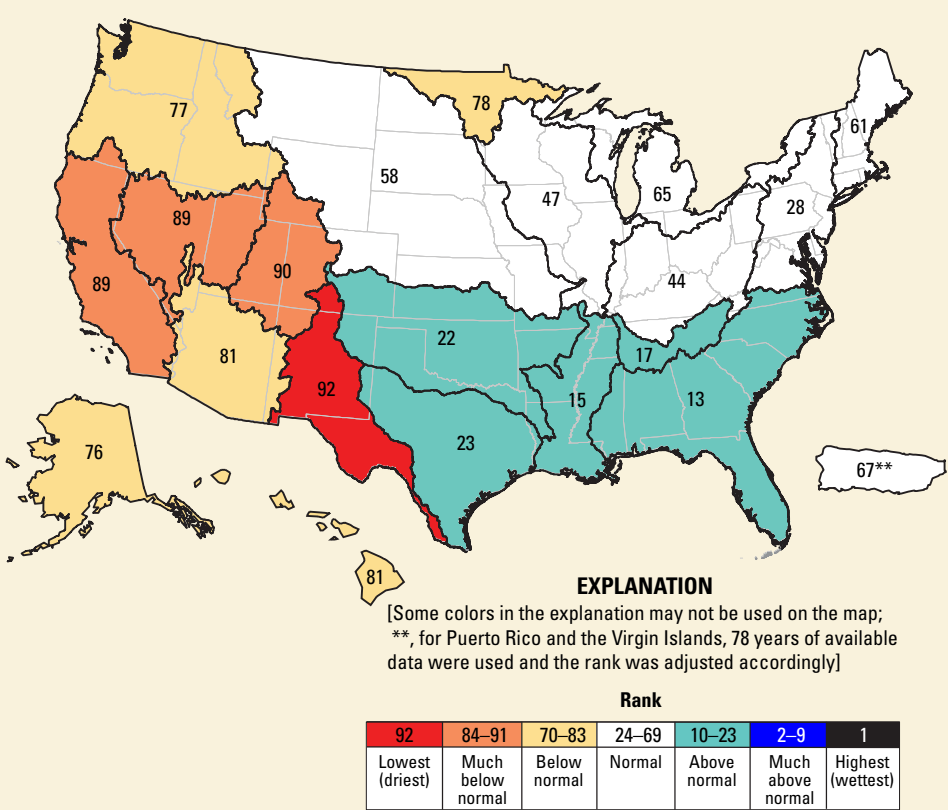 77
78
61
58
47
65
28
89
89
90
44
22
17
81
92
15
13
23
76
67**
81
EXPLANATION
[Some colors in the explanation may not be used on the map;
**, for Puerto Rico and the Virgin Islands, 78 years of available
data were used and the rank was adjusted accordingly]
Rank
92 84–91 70–83 24–69 10–23 2–9 1
Lowest Much Below Normal Above Much Highest
(driest) below normal normal above (wettest)
normal normal